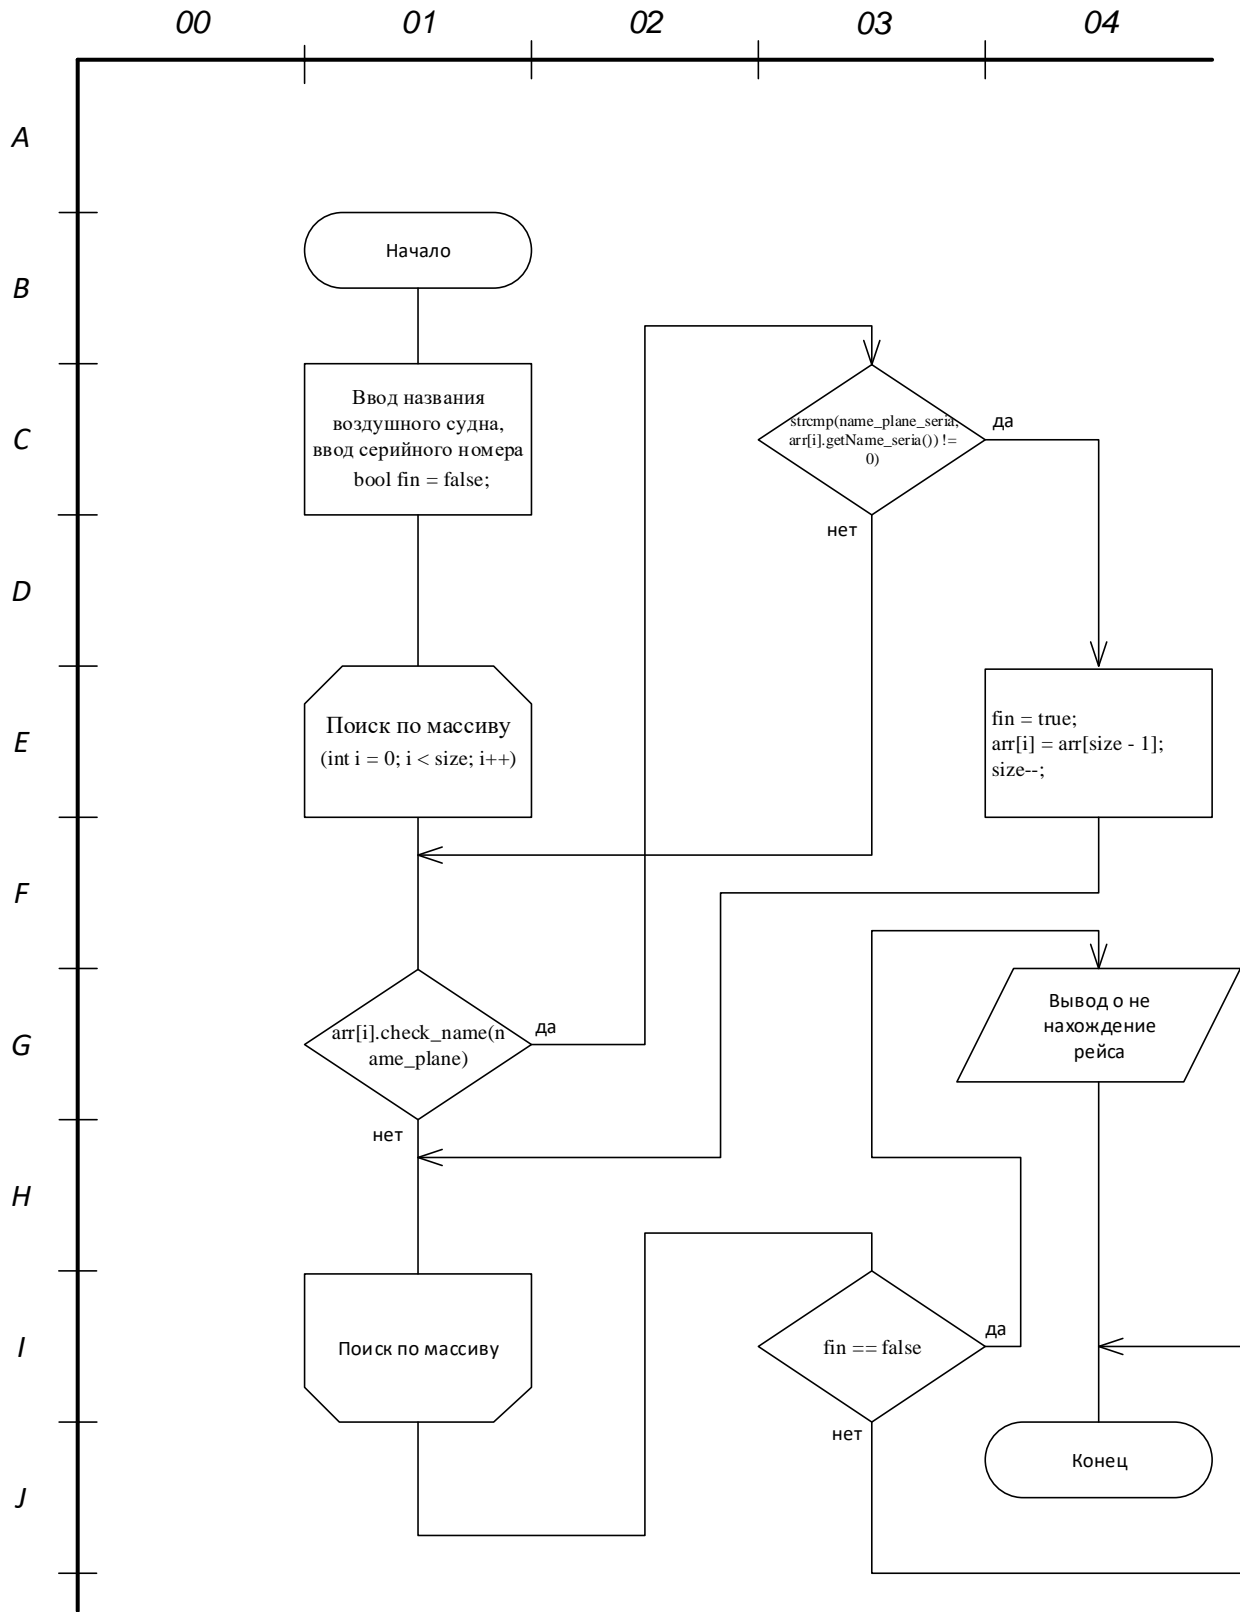 00 01 02 03 04
A
B
C
D
E
F
G
H
I
J
Начало
Ввод названия
воздушного судна,
ввод серийного номера
bool fin = false;
Поиск по массиву
(int i = 0; i < size; i++)
arr[i].check_name(n
ame_plane)
да
нет
Поиск по массиву
strcmp(name_plane_seria,
arr[i].getName_seria()) !=
0)
да
нет
fin = true;
arr[i] = arr[size - 1];
size--;
fin == false
да
нет
Вывод о не
нахождение
рейса
Конец